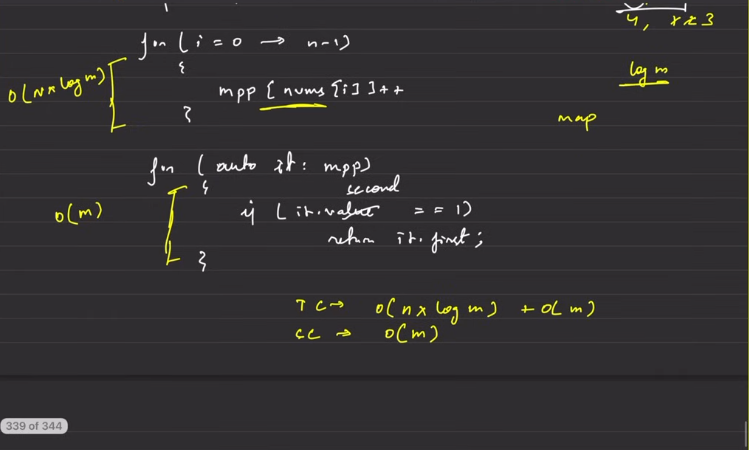 4, x≈3
for (i = 0 → n-1)
{
O(N x log m)
log m
mpp [nums[i]]++
}
map
for (auto it: mpp)
{
second
O(m)
if (it.value == 1)
return it.first;
}
TC → O(n x log m) + O(m)
SC → O(m)
339 of 344